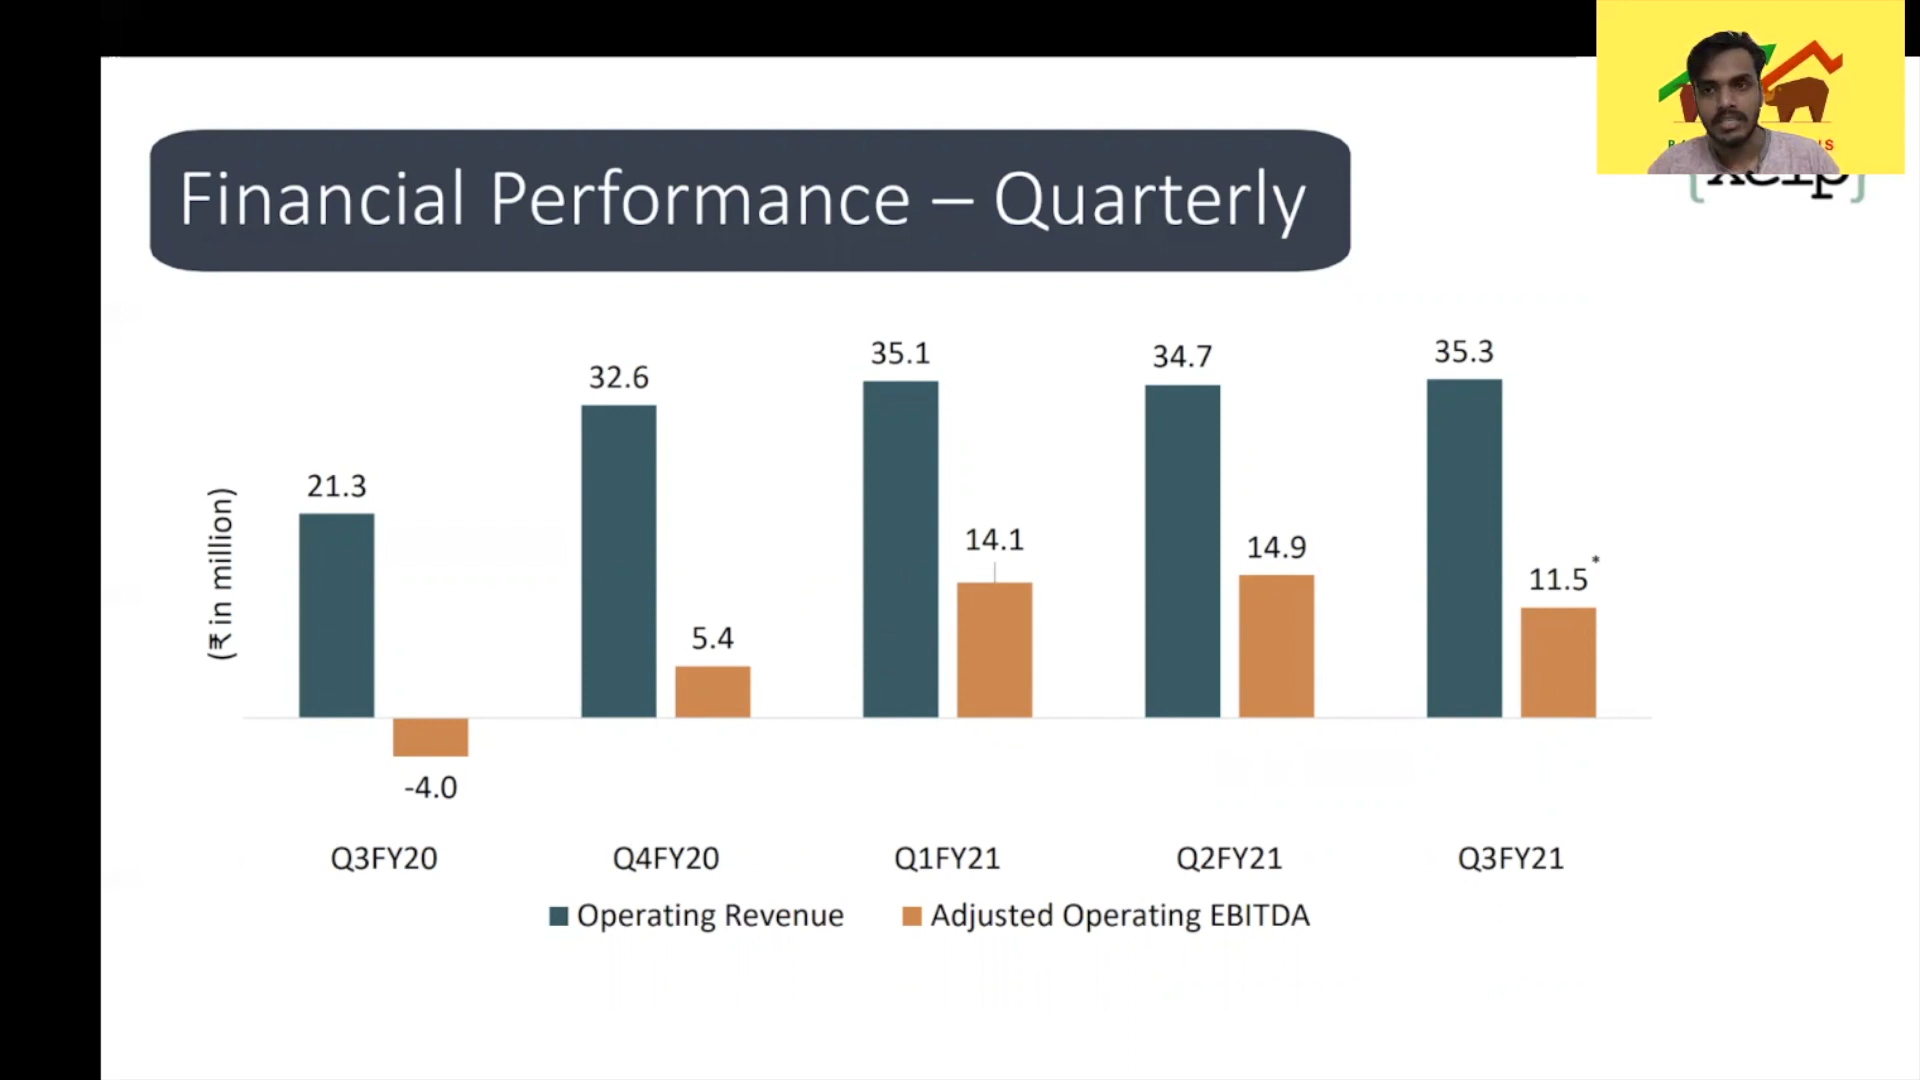 Financial Performance – Quarterly
(₹ in million)
21.3
-4.0
32.6
5.4
35.1
14.1
34.7
14.9
35.3
11.5*
Q3FY20
Q4FY20
Q1FY21
Q2FY21
Q3FY21
Operating Revenue
Adjusted Operating EBITDA